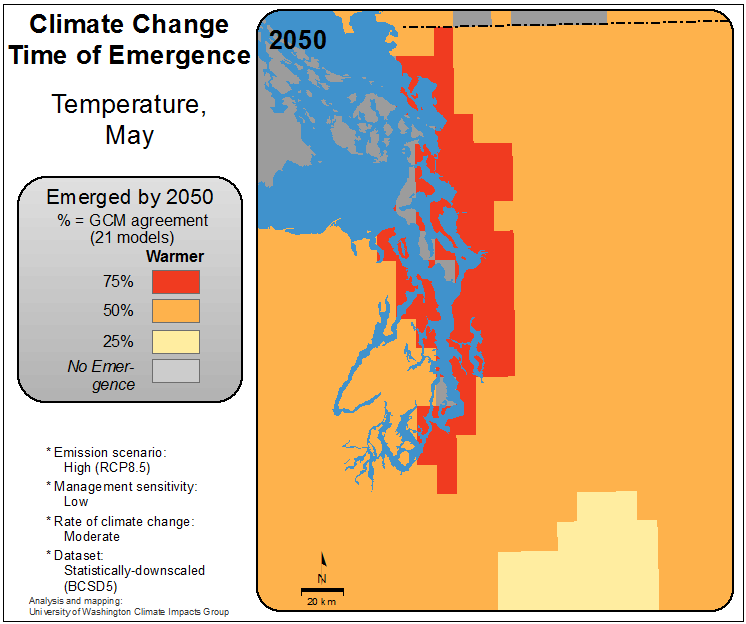 Climate Change
Time of Emergence
Temperature,
May
Emerged by 2050
% = GCM agreement
(21 models)
Warmer
75%
50%
25%
No Emer-
gence
* Emission scenario:
High (RCP8.5)
* Management sensitivity:
Low
* Rate of climate change:
Moderate
* Dataset:
Statistically-downscaled
(BCSD5)
Analysis and mapping:
University of Washington Climate Impacts Group
2050
N
20 km